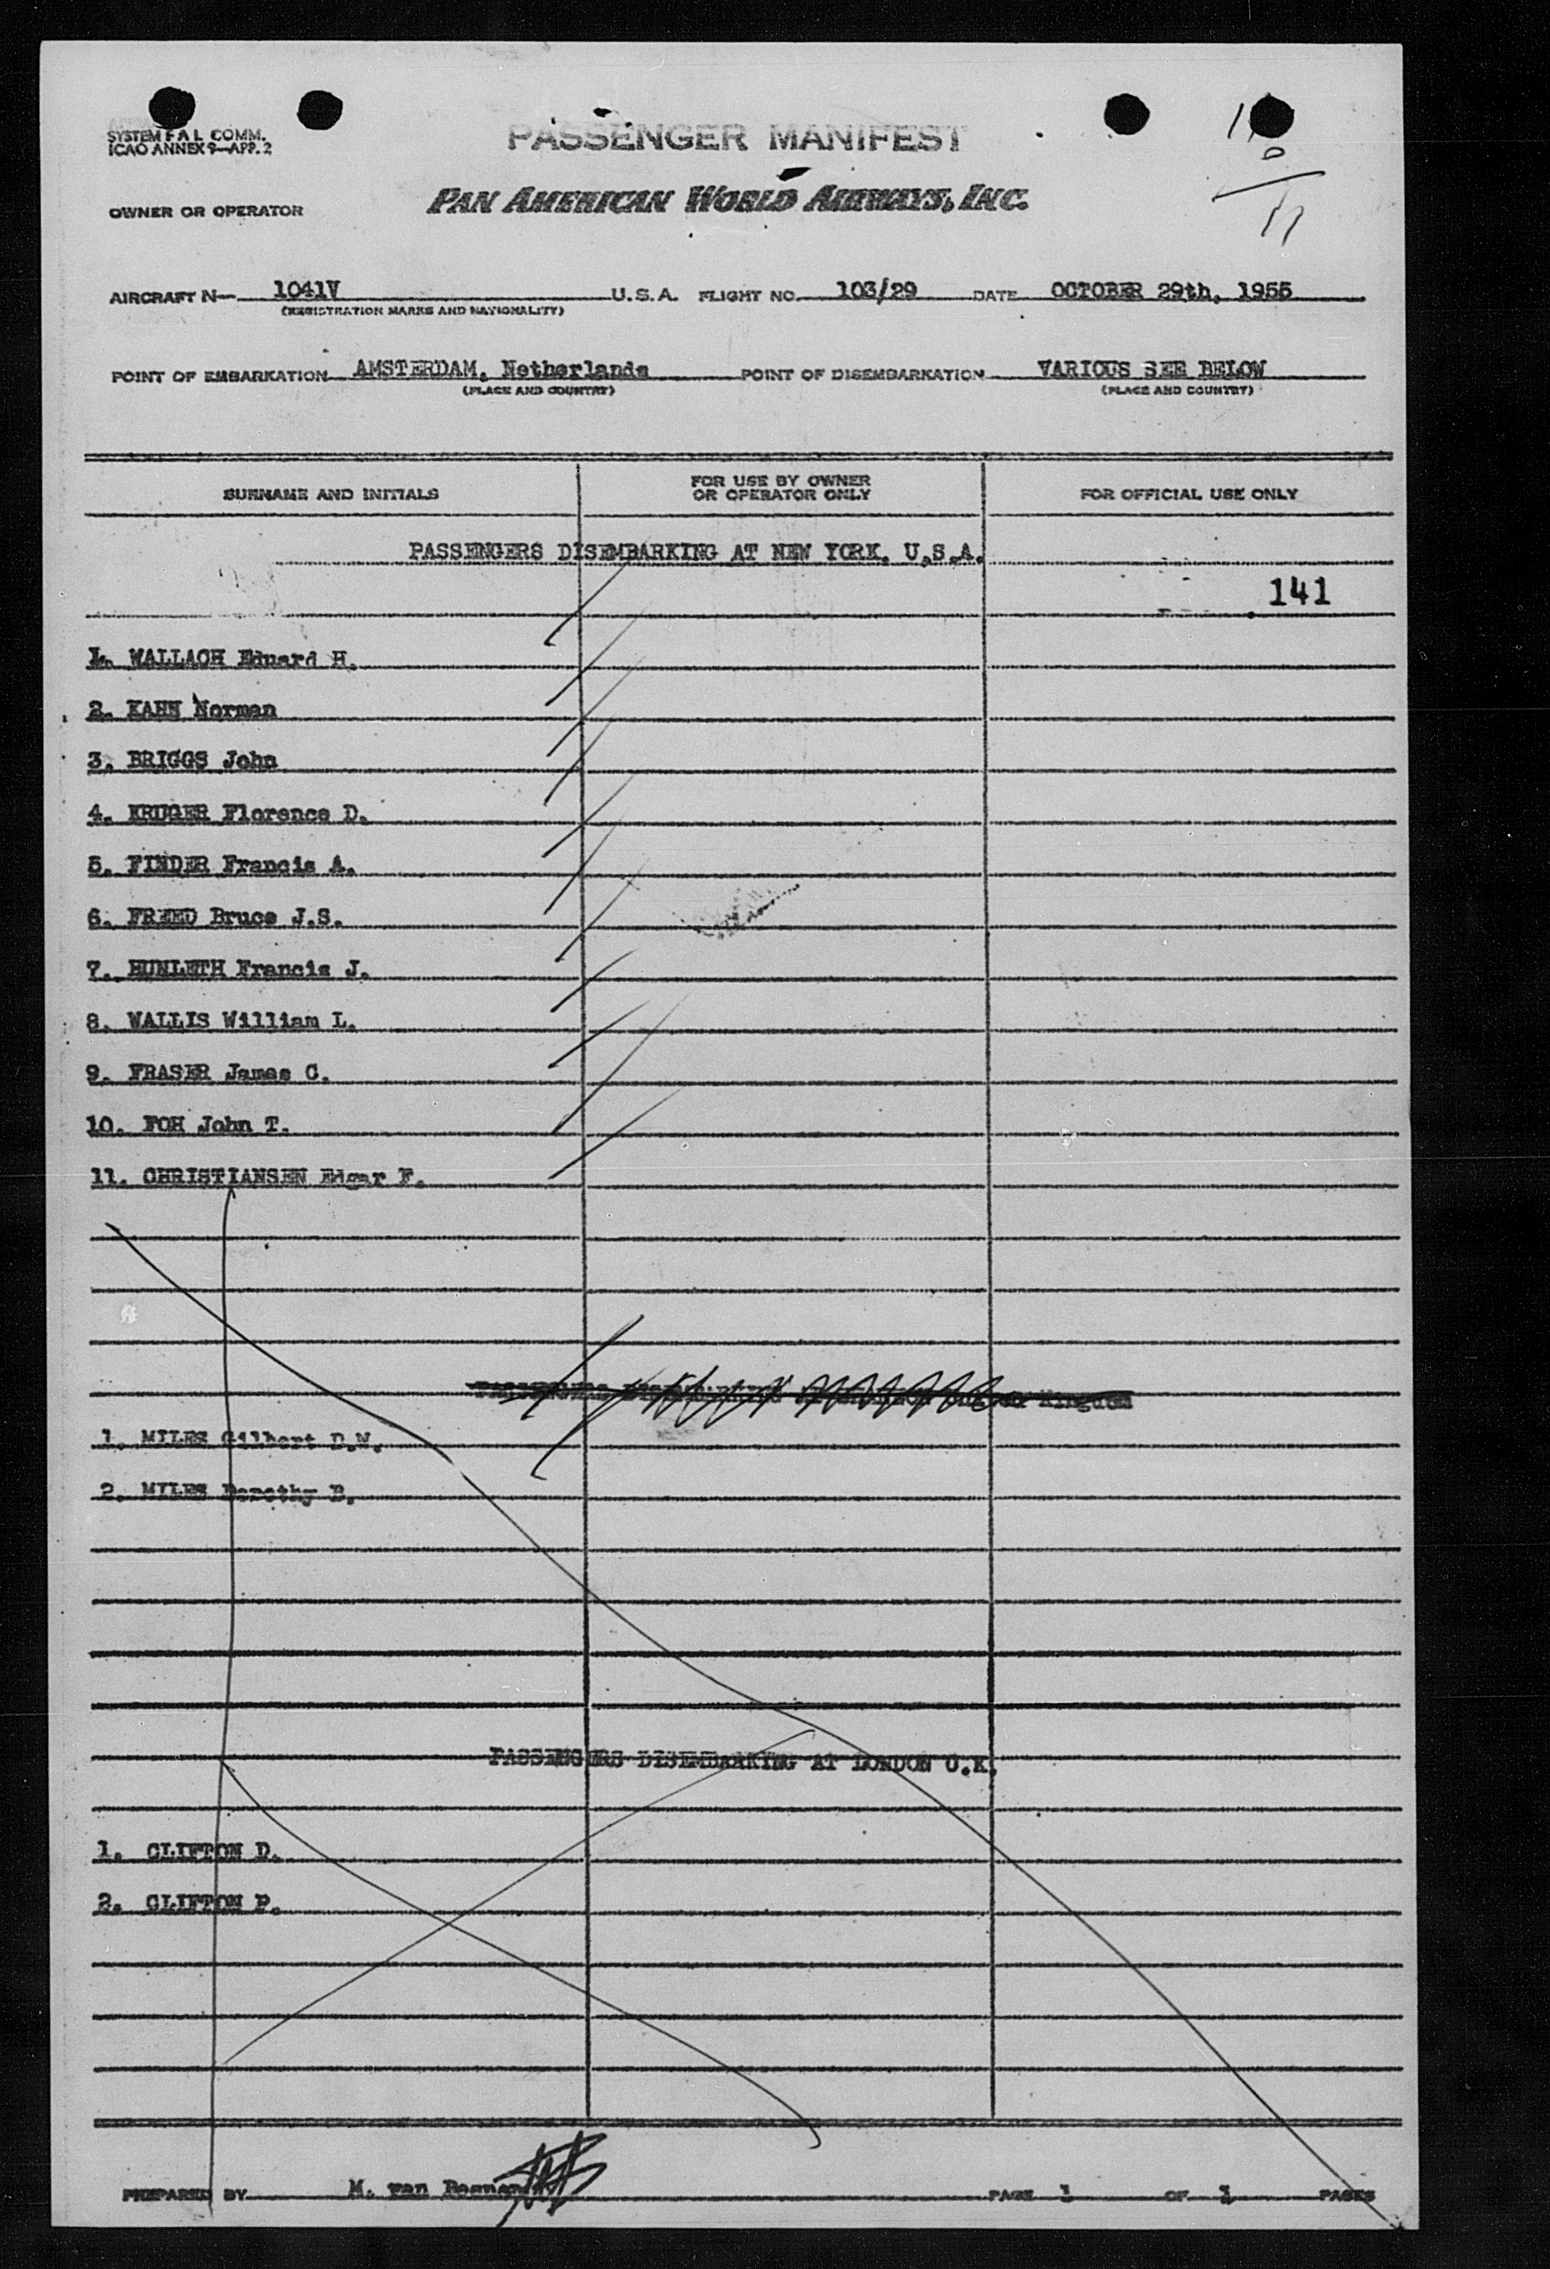 SYSTEM F A L COMM.
ICAO ANNEX 9—APP. 2
PASSENGER MANIFEST
OWNER OR OPERATOR
PAN AMERICAN WORLD AIRWAYS, INC.
11
0
11
AIRCRAFT N— 1041V U.S.A. FLIGHT NO. 103/29 DATE OCTOBER 29th, 1955
(REGISTRATION MARKS AND NATIONALITY)
POINT OF EMBARKATION AMSTERDAM, Netherlands POINT OF DISEMBARKATION VARIOUS SEE BELOW
(PLACE AND COUNTRY) (PLACE AND COUNTRY)
SURNAME AND INITIALS FOR USE BY OWNER OR OPERATOR ONLY FOR OFFICIAL USE ONLY
PASSENGERS DISEMBARKING AT NEW YORK, U.S.A.
141
1. WALLACH Eduard H.
2. KAHN Norman
3. BRIGGS John
4. KRUGER Florence D.
5. FINDER Francis A.
6. FREED Bruce J.S.
7. HUNLETH Francis J.
8. WALLIS William L.
9. FRASER James C.
10. FOH John T.
11. CHRISTIANSEN Edgar F.
PASSENGERS Kingdom
1. MILES Gilbert D.W.
2. MILES Dorothy B.
PASSENGERS DISEMBARKING AT LONDON U.K.
1. CLIFTON D.
2. CLIFTON P.
PREPARED BY M. van PAGE 1 OF 1 PAGES